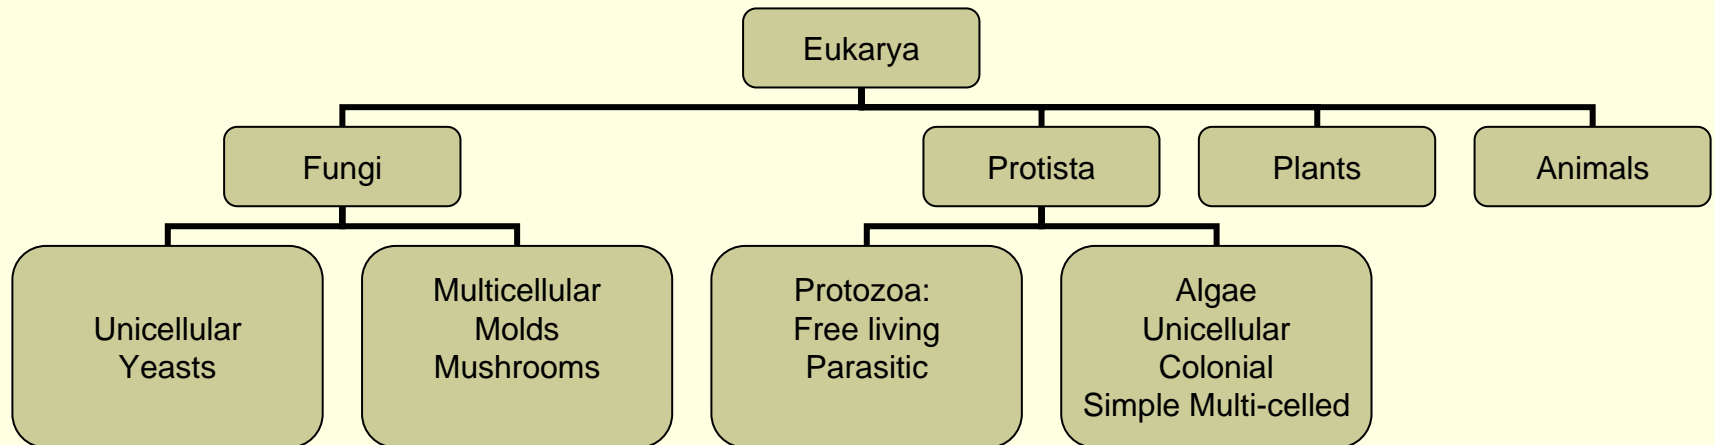 Eukarya
Fungi
Protista
Plants
Animals
Unicellular
Yeasts
Multicellular
Molds
Mushrooms
Protozoa:
Free living
Parasitic
Algae
Unicellular
Colonial
Simple Multi-celled